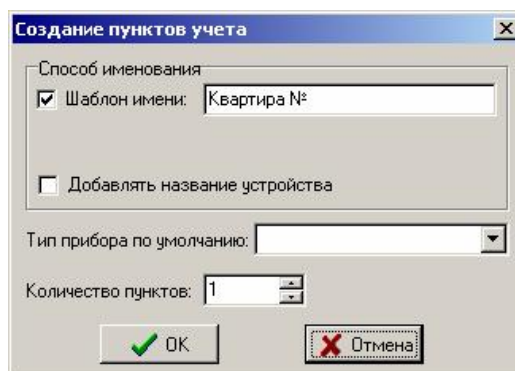 Создание пунктов учета
Способ именования
Шаблон имени: Квартира №
Добавлять название устройства
Тип прибора по умолчанию:
Количество пунктов: 1
OK Отмена